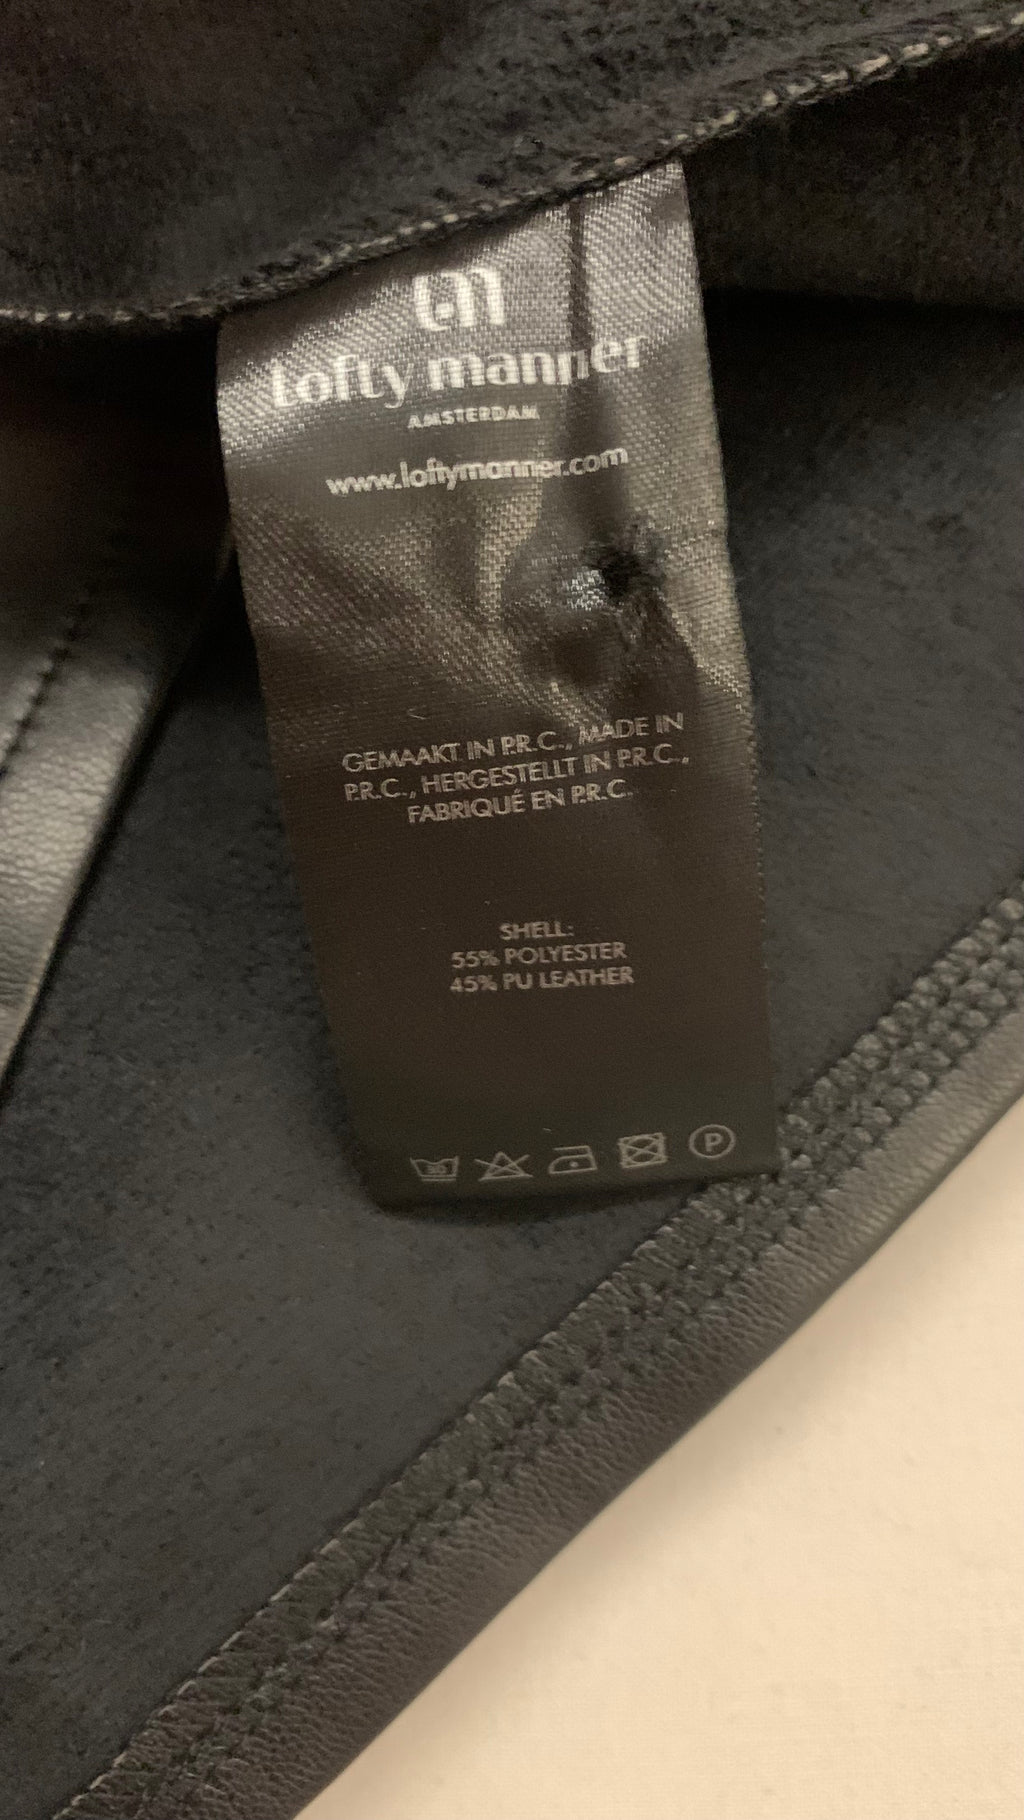 Lofty manner
AMSTERDAM
www.loftymanner.com
GEMAAKT IN P.R.C., MADE IN
P.R.C., HERGESTELLT IN P.R.C.,
FABRIQUÉ EN P.R.C.
SHELL:
55% POLYESTER
45% PU LEATHER
30
P